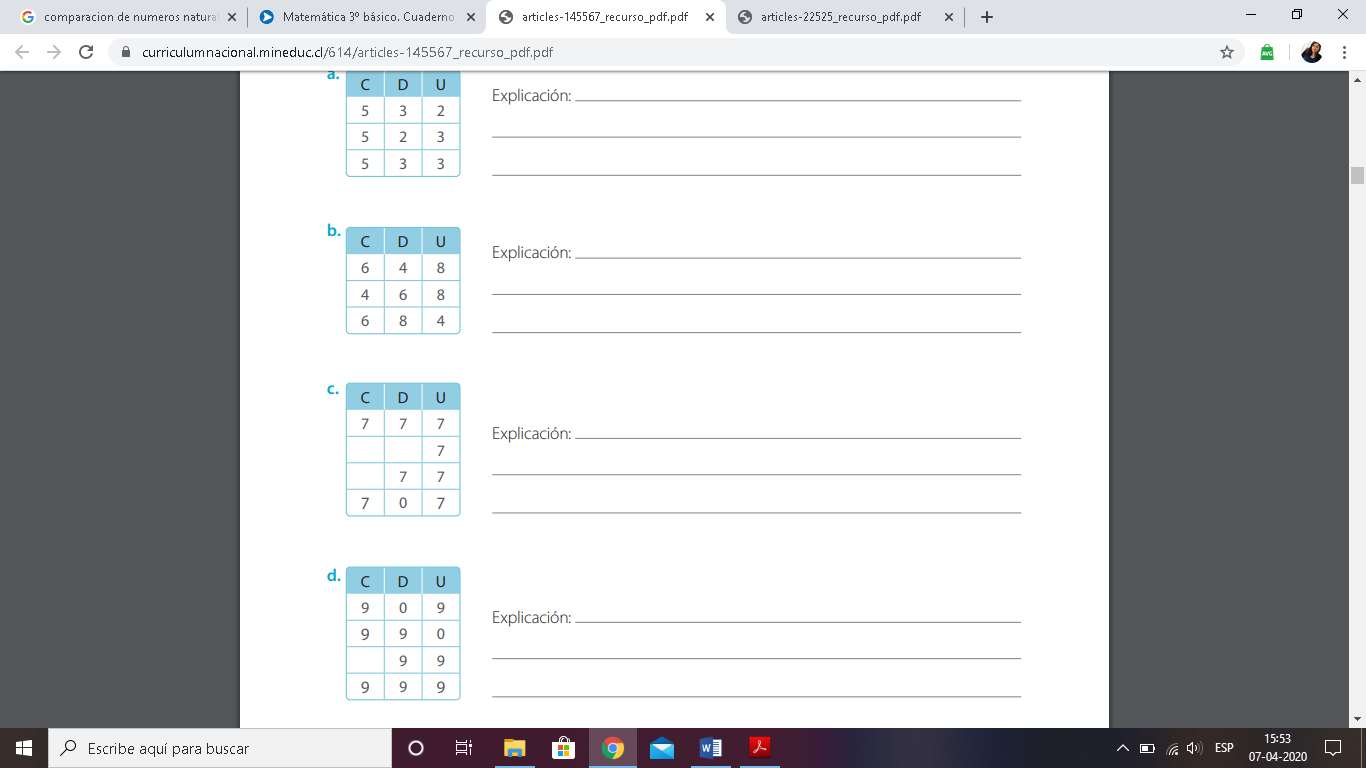 comparacion de numeros natura
Matemática 3º básico. Cuaderno
articles-145567_recurso_pdf.pdf
articles-22525_recurso_pdf.pdf
curriculumnacional.mineduc.cl/614/articles-145567_recurso_pdf.pdf
AVG
a.
C D U
5 3 2
5 2 3
5 3 3
Explicación:
b.
C D U
6 4 8
4 6 8
6 8 4
Explicación:
c.
C D U
7 7 7
7
7 7
7 0 7
Explicación:
d.
C D U
9 0 9
9 9 0
9 9
9 9 9
Explicación:
Escribe aquí para buscar
ESP
15:53
07-04-2020